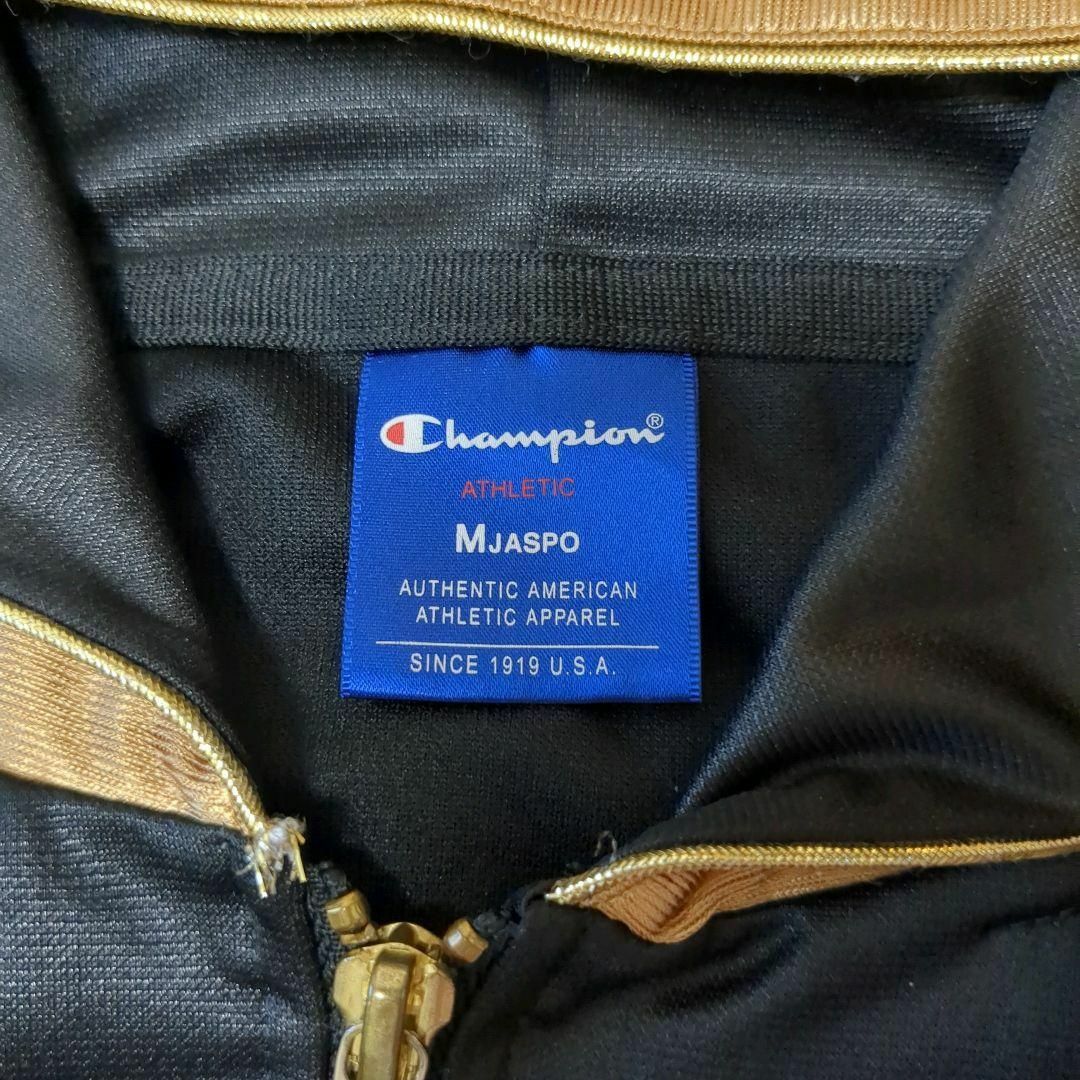 Champion®
ATHLETIC
MJASPO
AUTHENTIC AMERICAN
ATHLETIC APPAREL
SINCE 1919 U.S.A.